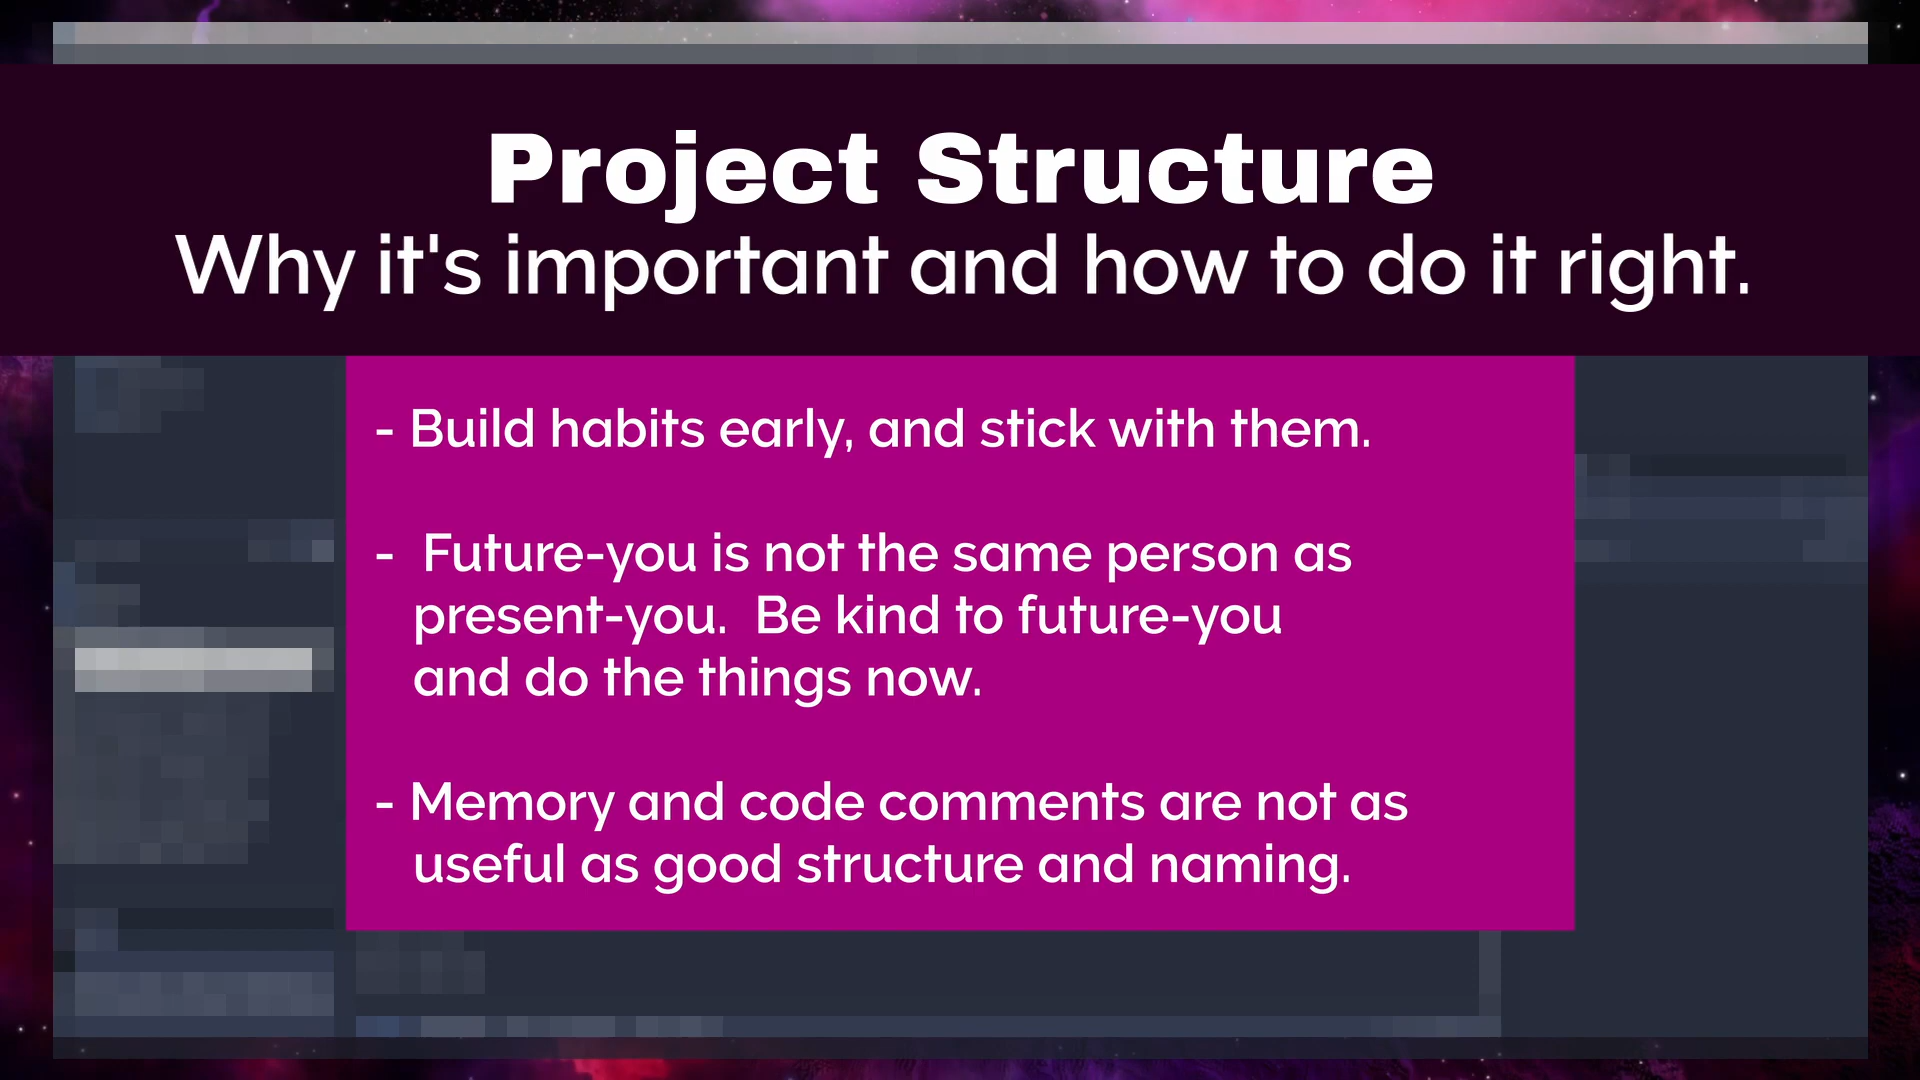 Project Structure
Why it's important and how to do it right.
- Build habits early, and stick with them.
-  Future-you is not the same person as
present-you.  Be kind to future-you
and do the things now.
- Memory and code comments are not as
useful as good structure and naming.